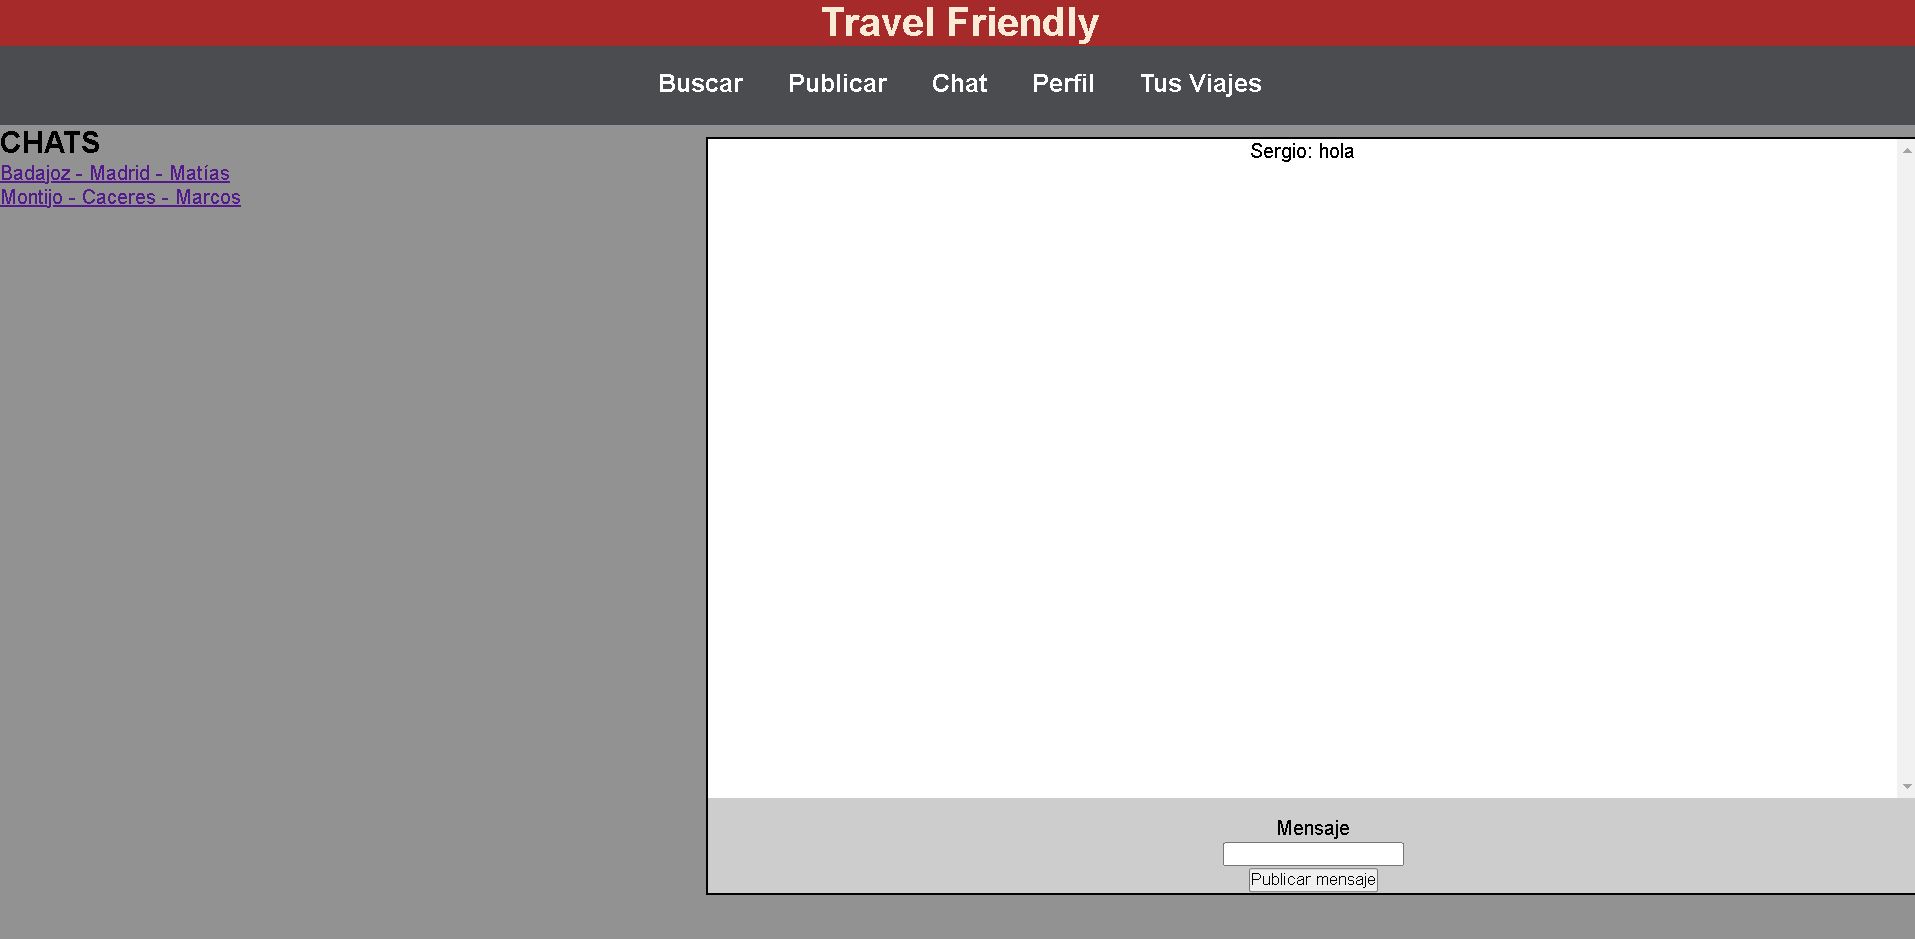 Travel Friendly
Buscar Publicar Chat Perfil Tus Viajes
CHATS
Badajoz - Madrid - Matías
Montijo - Caceres - Marcos
Sergio: hola
Mensaje
Publicar mensaje